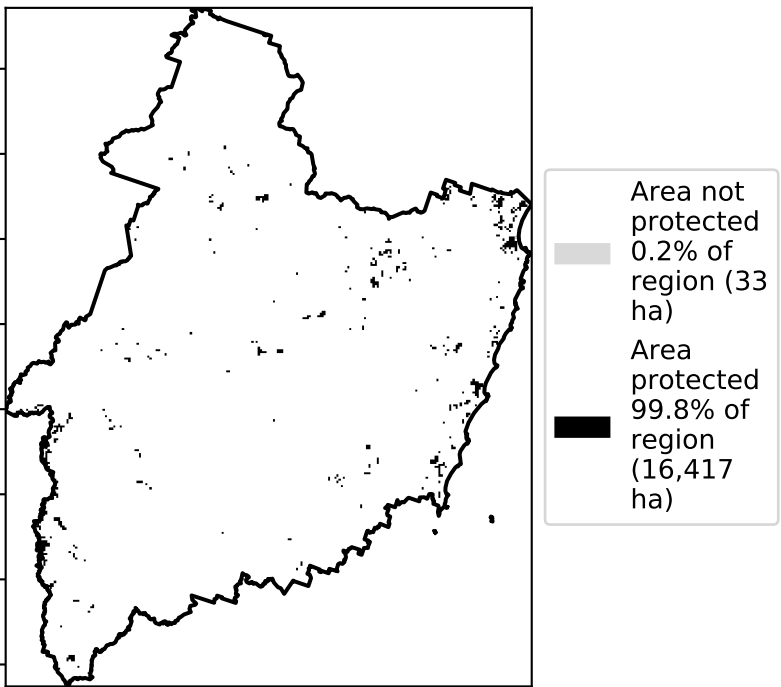 Area not
protected
0.2% of
region (33
ha)
Area
protected
99.8% of
region
(16,417
ha)